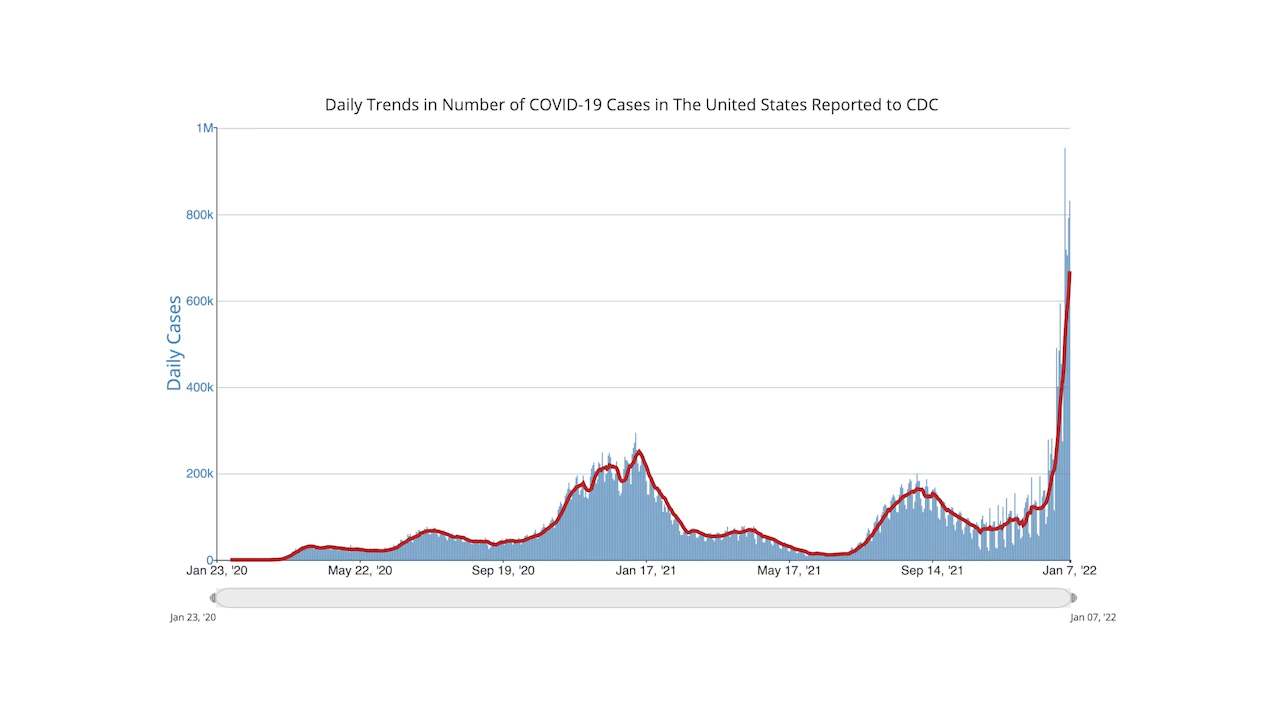 Daily Trends in Number of COVID-19 Cases in The United States Reported to CDC
1M
800k
600k
400k
200k
0
Daily Cases
Jan 23, '20 May 22, '20 Sep 19, '20 Jan 17, '21 May 17, '21 Sep 14, '21 Jan 7, '22
Jan 23, '20 Jan 07, '22